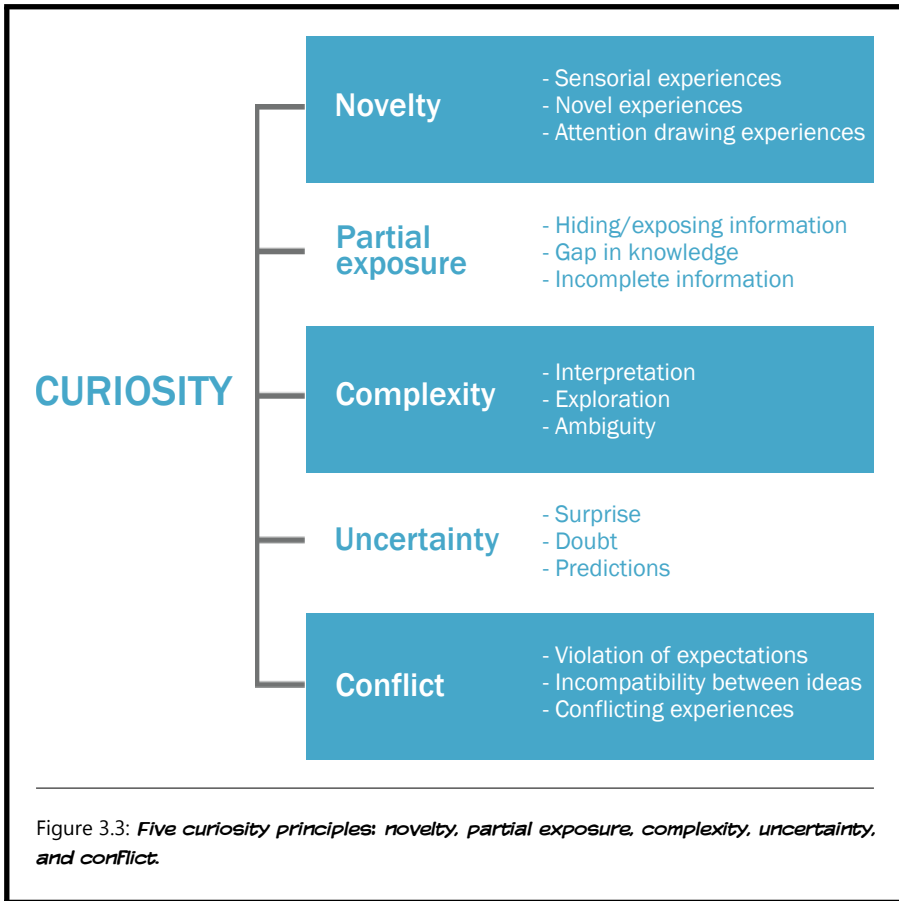 Novelty
- Sensorial experiences
- Novel experiences
- Attention drawing experiences
Partial
exposure
- Hiding/exposing information
- Gap in knowledge
- Incomplete information
CURIOSITY
Complexity
- Interpretation
- Exploration
- Ambiguity
Uncertainty
- Surprise
- Doubt
- Predictions
Conflict
- Violation of expectations
- Incompatibility between ideas
- Conflicting experiences
Figure 3.3: Five curiosity principles: novelty, partial exposure, complexity, uncertainty,
and conflict.